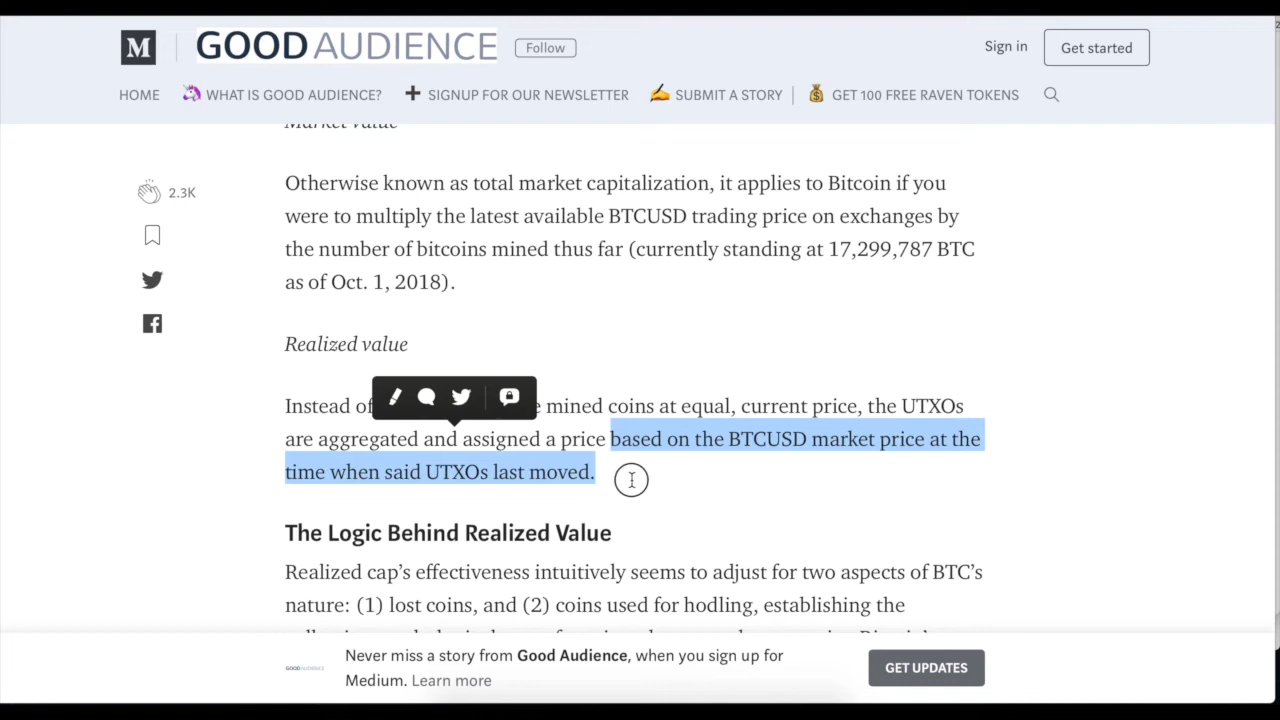 M GOOD AUDIENCE Follow Sign in Get started
HOME WHAT IS GOOD AUDIENCE? SIGNUP FOR OUR NEWSLETTER SUBMIT A STORY GET 100 FREE RAVEN TOKENS
Market value
2.3K
Otherwise known as total market capitalization, it applies to Bitcoin if you
were to multiply the latest available BTCUSD trading price on exchanges by
the number of bitcoins mined thus far (currently standing at 17,299,787 BTC
as of Oct. 1, 2018).
Realized value
Instead of mined coins at equal, current price, the UTXOs
are aggregated and assigned a price based on the BTCUSD market price at the
time when said UTXOs last moved.
The Logic Behind Realized Value
Realized cap's effectiveness intuitively seems to adjust for two aspects of BTC's
nature: (1) lost coins, and (2) coins used for hodling, establishing the
Never miss a story from Good Audience, when you sign up for
Medium. Learn more
GOODAUDIENCE
GET UPDATES